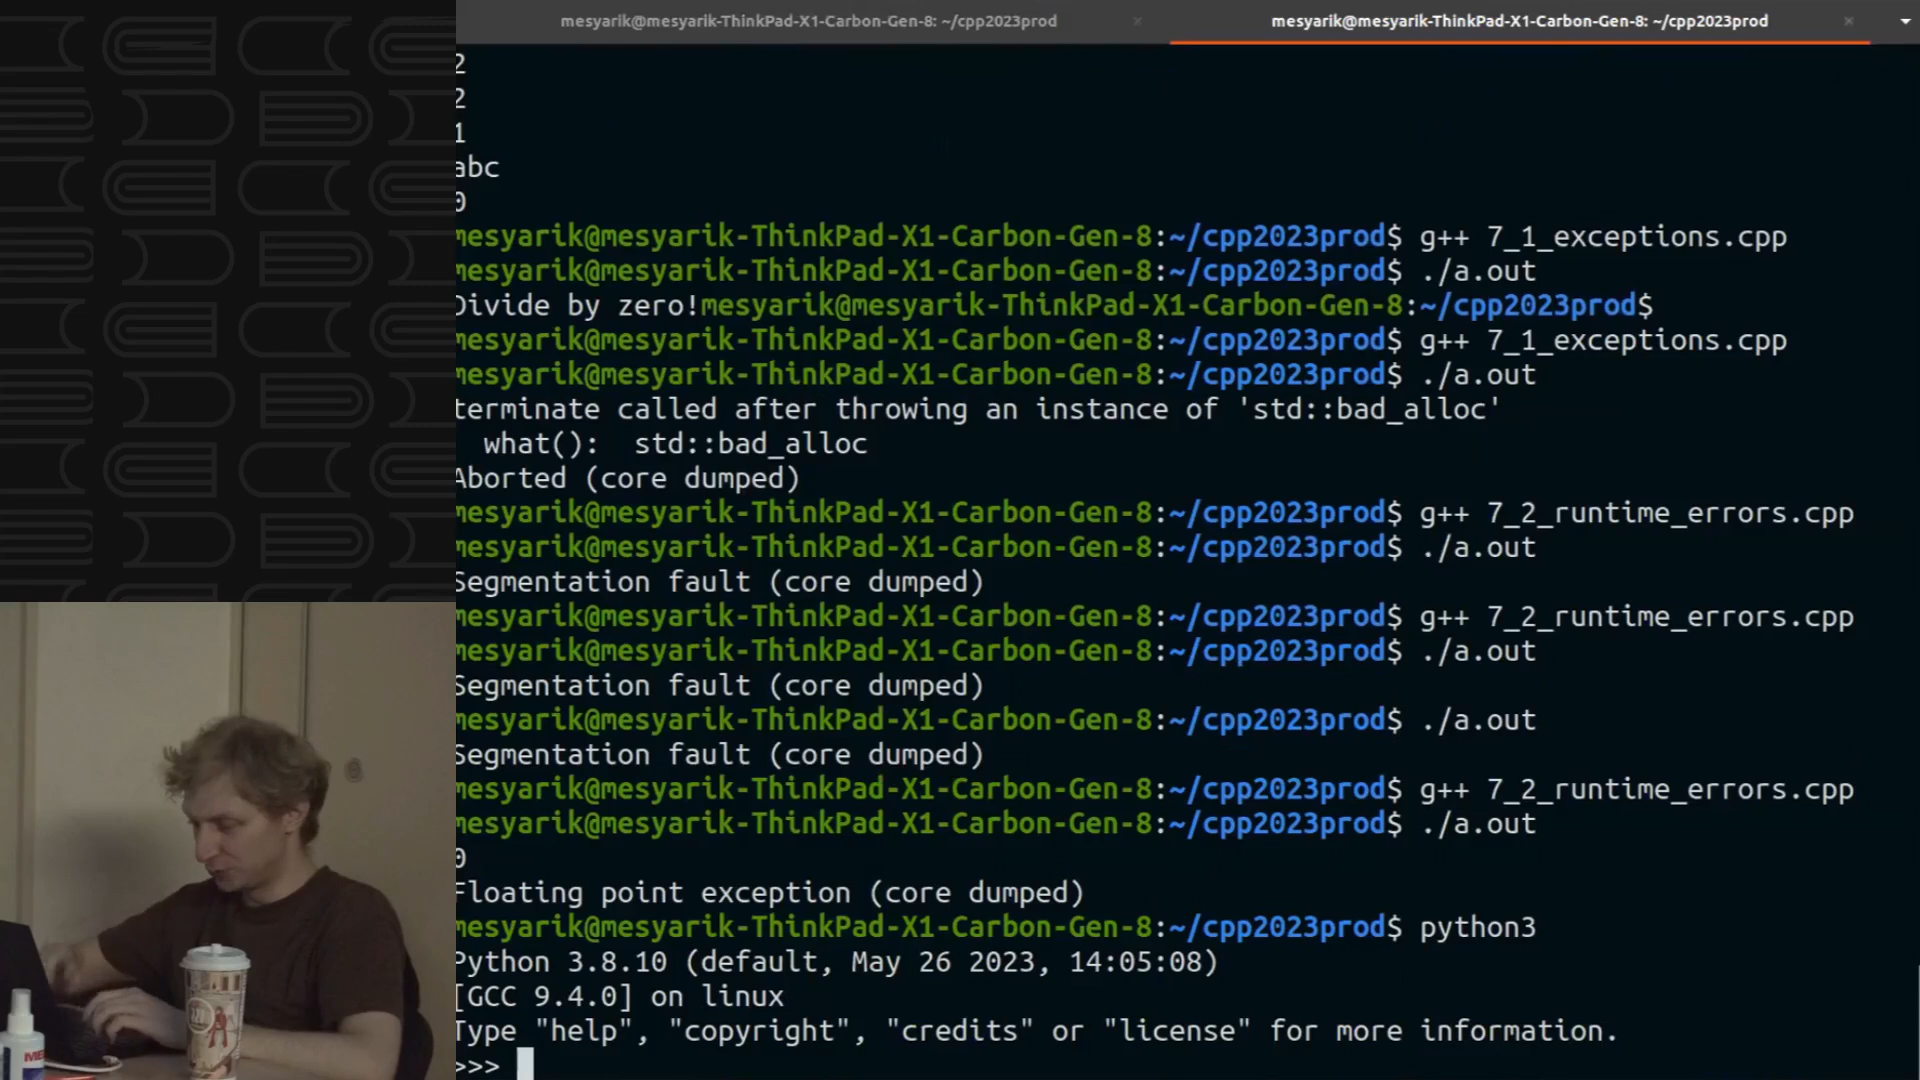 mesyarik@mesyarik-ThinkPad-X1-Carbon-Gen-8: ~/cpp2023prod × mesyarik@mesyarik-ThinkPad-X1-Carbon-Gen-8: ~/cpp2023prod ×
2
2
1
abc
0
mesyarik@mesyarik-ThinkPad-X1-Carbon-Gen-8:~/cpp2023prod$ g++ 7_1_exceptions.cpp
mesyarik@mesyarik-ThinkPad-X1-Carbon-Gen-8:~/cpp2023prod$ ./a.out
Divide by zero!mesyarik@mesyarik-ThinkPad-X1-Carbon-Gen-8:~/cpp2023prod$
mesyarik@mesyarik-ThinkPad-X1-Carbon-Gen-8:~/cpp2023prod$ g++ 7_1_exceptions.cpp
mesyarik@mesyarik-ThinkPad-X1-Carbon-Gen-8:~/cpp2023prod$ ./a.out
terminate called after throwing an instance of 'std::bad_alloc'
  what():  std::bad_alloc
Aborted (core dumped)
mesyarik@mesyarik-ThinkPad-X1-Carbon-Gen-8:~/cpp2023prod$ g++ 7_2_runtime_errors.cpp
mesyarik@mesyarik-ThinkPad-X1-Carbon-Gen-8:~/cpp2023prod$ ./a.out
Segmentation fault (core dumped)
mesyarik@mesyarik-ThinkPad-X1-Carbon-Gen-8:~/cpp2023prod$ g++ 7_2_runtime_errors.cpp
mesyarik@mesyarik-ThinkPad-X1-Carbon-Gen-8:~/cpp2023prod$ ./a.out
Segmentation fault (core dumped)
mesyarik@mesyarik-ThinkPad-X1-Carbon-Gen-8:~/cpp2023prod$ ./a.out
Segmentation fault (core dumped)
mesyarik@mesyarik-ThinkPad-X1-Carbon-Gen-8:~/cpp2023prod$ g++ 7_2_runtime_errors.cpp
mesyarik@mesyarik-ThinkPad-X1-Carbon-Gen-8:~/cpp2023prod$ ./a.out
0
Floating point exception (core dumped)
mesyarik@mesyarik-ThinkPad-X1-Carbon-Gen-8:~/cpp2023prod$ python3
Python 3.8.10 (default, May 26 2023, 14:05:08)
[GCC 9.4.0] on linux
Type "help", "copyright", "credits" or "license" for more information.
>>>